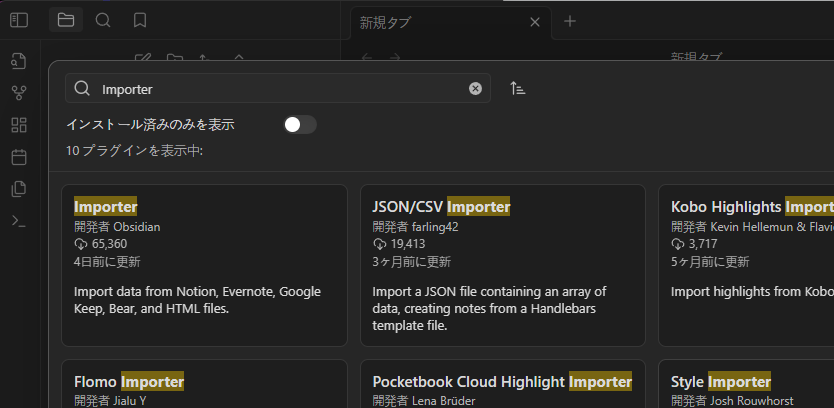 新規タブ
新規タブ
Importer
インストール済みのみを表示
10 プラグインを表示中:
Importer
開発者 Obsidian
65,360
4日前に更新
Import data from Notion, Evernote, Google
Keep, Bear, and HTML files.
JSON/CSV Importer
開発者 farling42
19,413
3ヶ月前に更新
Import a JSON file containing an array of
data, creating notes from a Handlebars
template file.
Kobo Highlights Import
開発者 Kevin Hellemun & Flavi
3,717
5ヶ月前に更新
Import highlights from Kobo
Flomo Importer
開発者 Jialu Y
Pocketbook Cloud Highlight Importer
開発者 Lena Brüder
Style Importer
開発者 Josh Rouwhorst